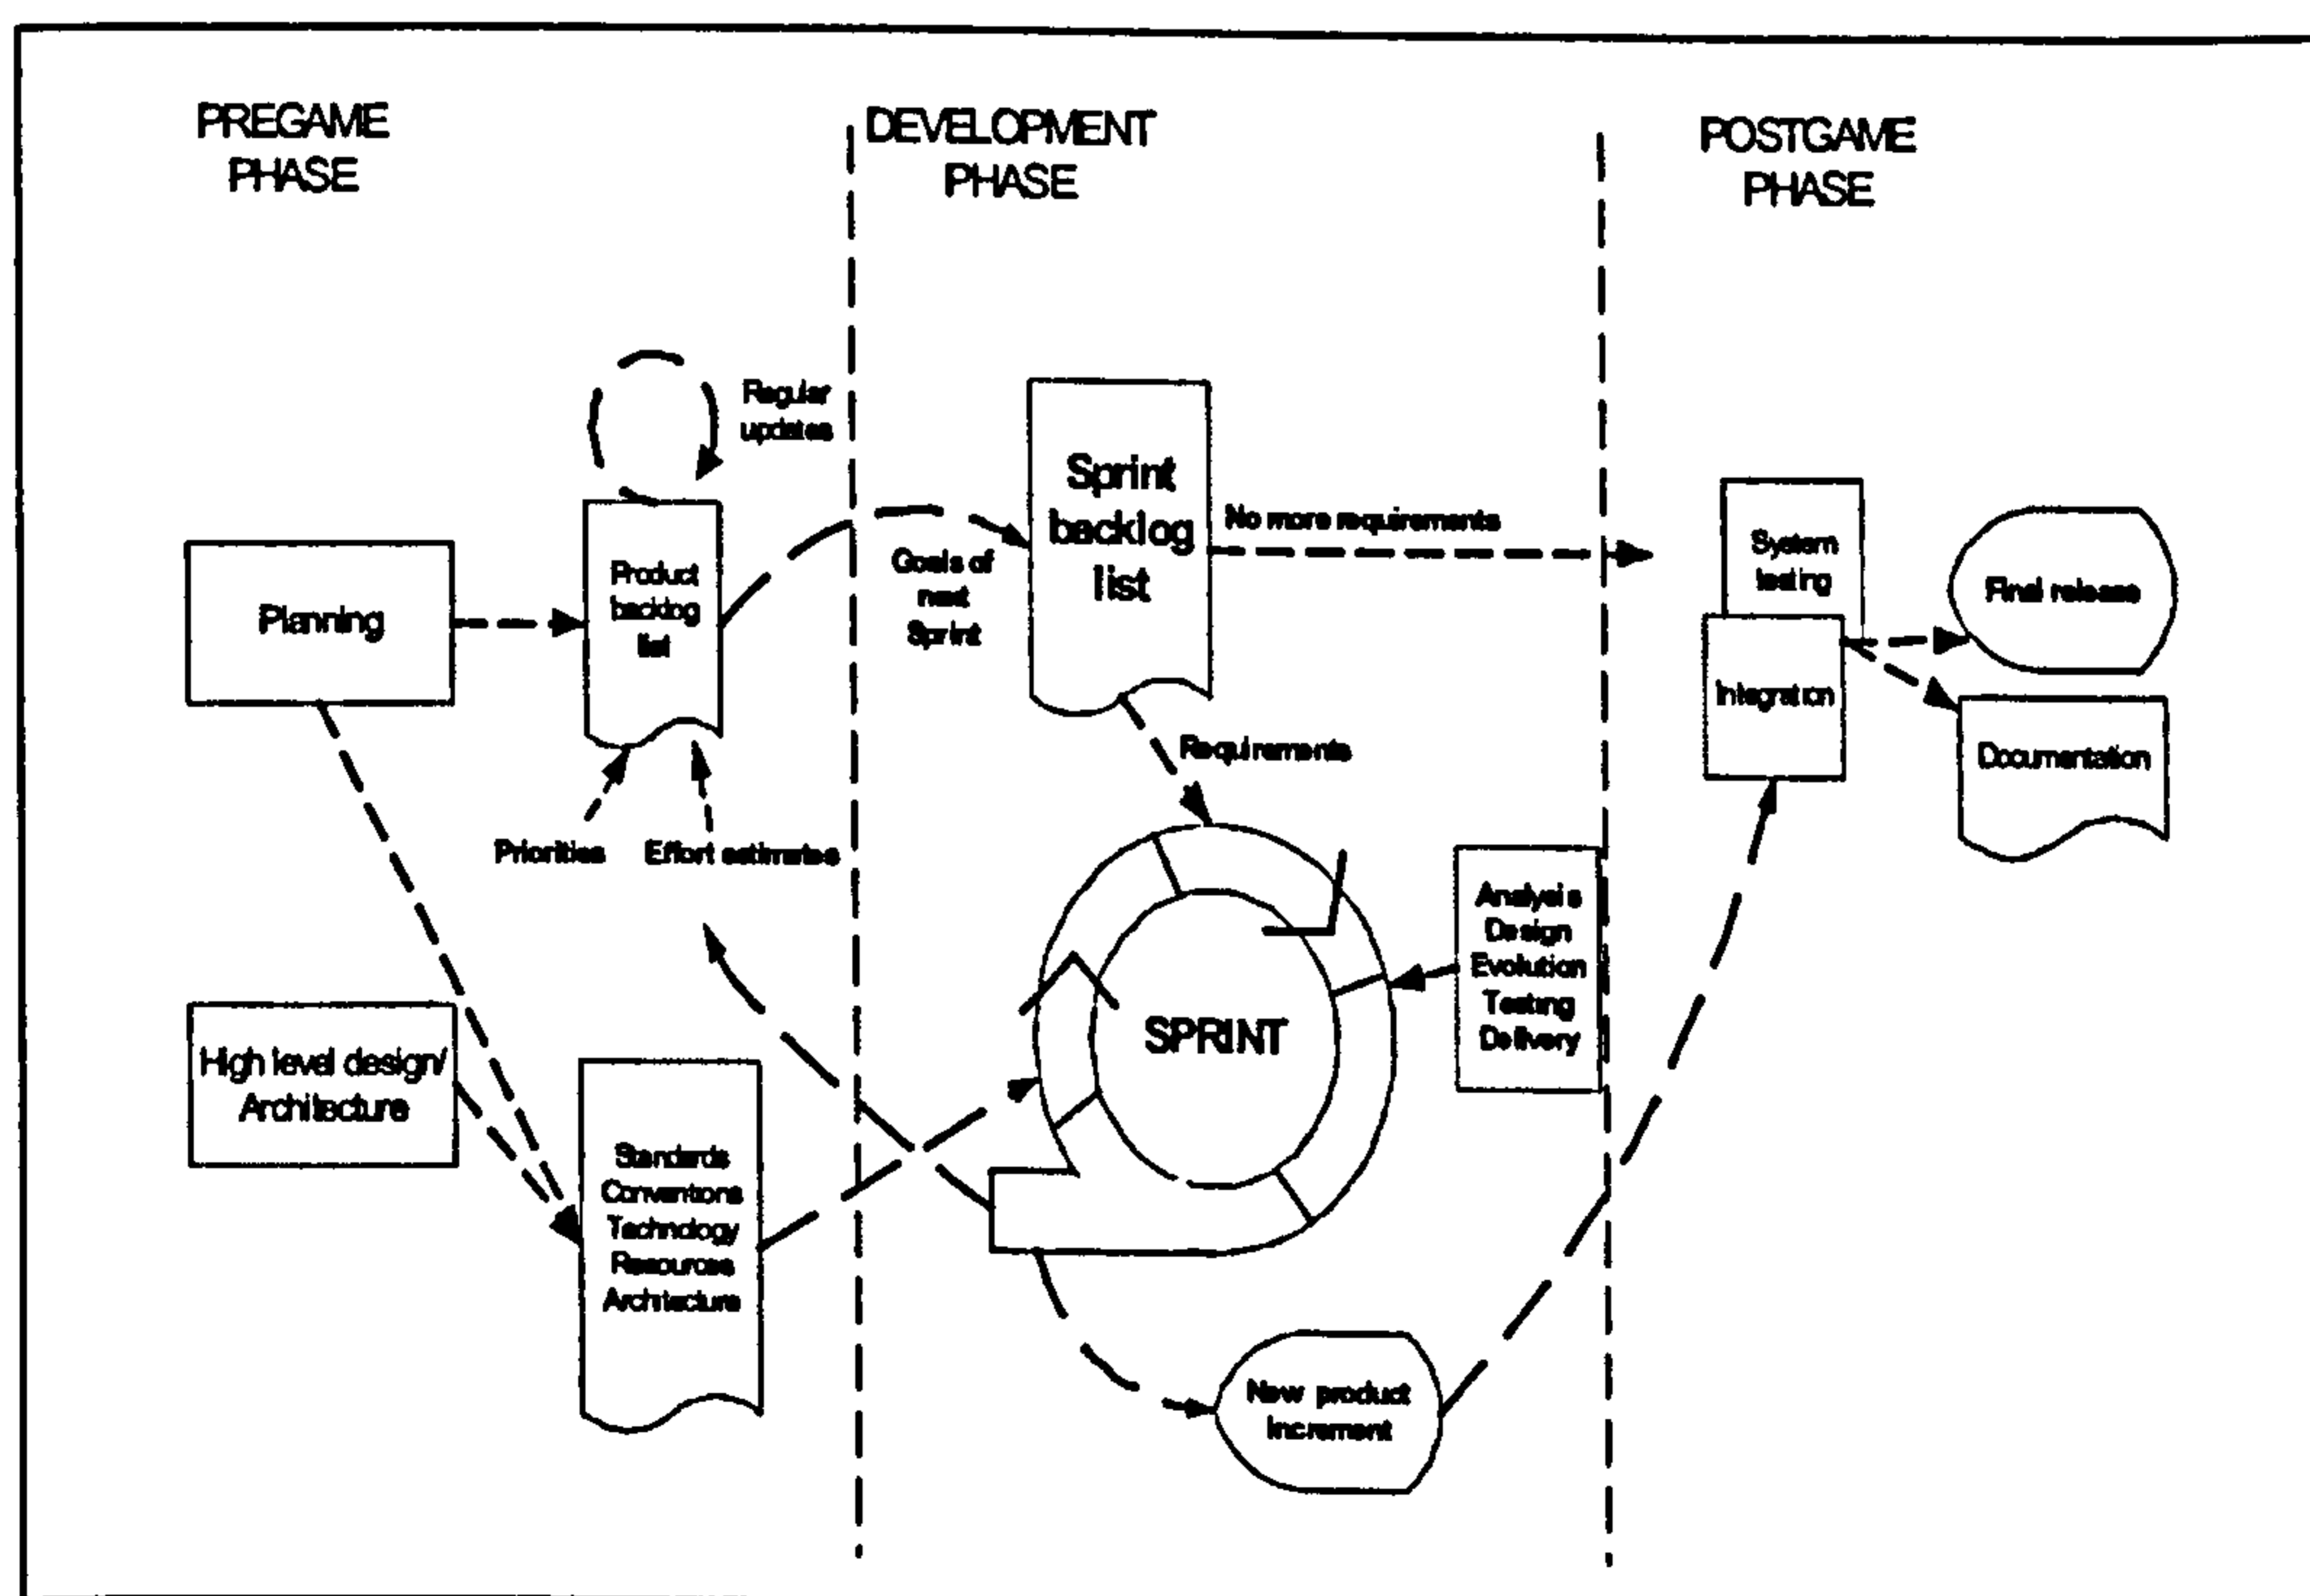 PREGAME
PHASE
DEVELOPMENT
PHASE
POSTGAME
PHASE
Regular
updates
Planning
Product
backlog
list
Goals of
next
Sprint
Sprint
backlog
list
No more requirements
System
testing
Integration
Final release
Documentation
Requirements
Priorities
Effort estimates
Analysis
Design
Evolution
Testing
Delivery
SPRINT
High level design/
Architecture
Standards
Conventions
Technology
Resources
Architecture
New product
increment